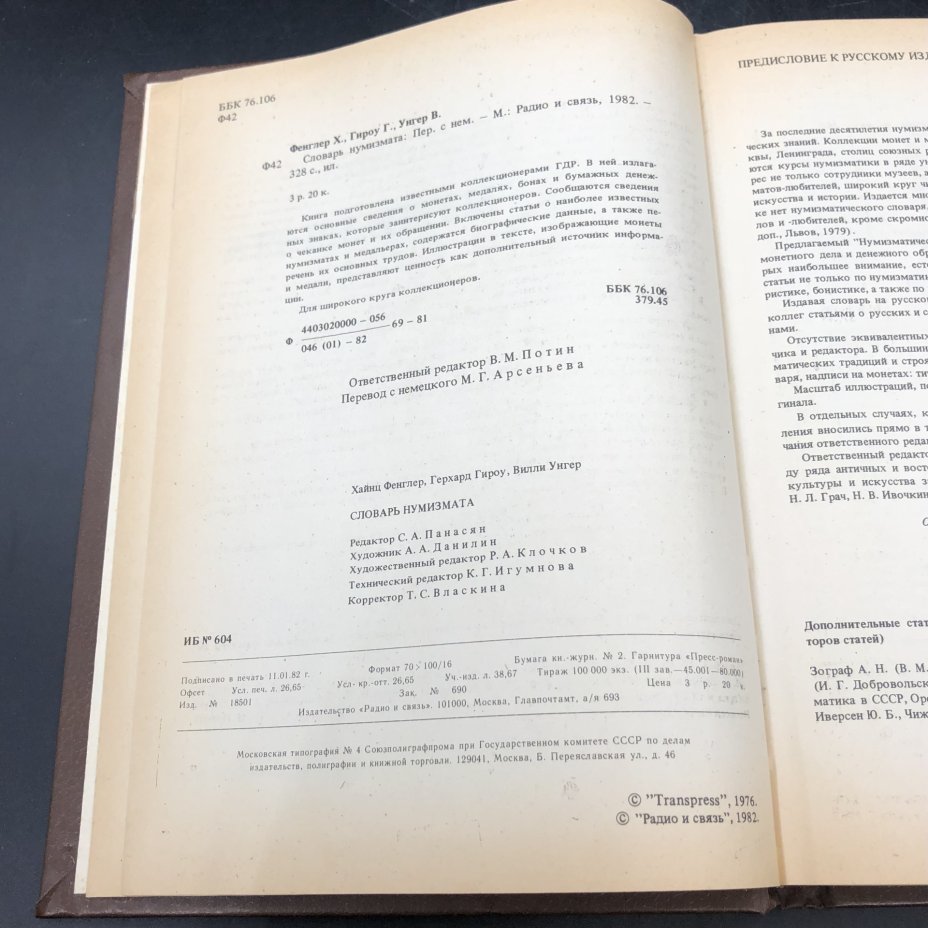 ББК 76.106
Ф42
Фенглер Х., Гироу Г., Унгер В.
Ф42 Словарь нумизмата: Пер. с нем. – М.: Радио и связь, 1982. –
328 с., ил.
3 р. 20 к.
Книга подготовлена известными коллекционерами ГДР. В ней излага-
ются основные сведения о монетах, медалях, бонах и бумажных денеж-
ных знаках, которые заинтерисуют коллекционеров. Сообщаются сведения
о чеканке монет и их обращении. Включены статьи о наиболее известных
нумизматах и медальерах, содержатся биографические данные, а также пе-
речень их основных трудов. Иллюстрации в тексте, изображающие монеты
и медали, представляют ценность как дополнительный источник информа-
ции.
Для широкого круга коллекционеров.
Ф 4403020000 – 056 69 – 81
046 (01) – 82
ББК 76.106
379.45
Ответственный редактор В. М. Потин
Перевод с немецкого М. Г. Арсеньева
Хайнц Фенглер, Герхард Гироу, Вилли Унгер
СЛОВАРЬ НУМИЗМАТА
Редактор С. А. Панасян
Художник А. А. Данилин
Художественный редактор Р. А. Клочков
Технический редактор К. Г. Игумнова
Корректор Т. С. Власкина
ИБ № 604
Подписано в печать 11.01.82 г. Формат 70×100/16 Бумага кн.-журн. № 2. Гарнитура «Пресс-роман»
Офсет Усл. печ. л. 26,65 Усл- кр.-отт. 26,65 Уч.-изд. л. 38,67 Тираж 100 000 экз. (III зав.—45.001—80.000)
Изд. № 18501 Зак. № 690 Цена 3 р. 20 к.
Издательство «Радио и связь». 101000, Москва, Главпочтамт, а/я 693
Московская типография № 4 Союзполиграфпрома при Государственном комитете СССР по делам
издательств, полиграфии и книжной торговли. 129041, Москва, Б. Переяславская ул., д. 46
© "Transpress", 1976.
© "Радио и связь", 1982.
ПРЕДИСЛОВИЕ К РУССКОМУ ИЗД
За последние десятилетия нумизм
ческих знаний. Коллекции монет и м
квы, Ленинграда, столиц союзных р
ются курсы нумизматики в ряде ун
рес не только сотрудники музеев, а
матов-любителей, широкий круг чи
искусства и истории. Издается мно
ке нет нумизматического словаря,
лов и -любителей, кроме скромно
доп., Львов, 1979).
Предлагаемый "Нумизматичес
монетного дела и денежного обр
рых наибольшее внимание, есте
статьи не только по нумизматик
ристике, бонистике, а также по
Издавая словарь на русском
коллег статьями о русских и с
нами.
Отсутствие эквивалентных
чика и редактора. В большин
матических традиций и строя
варя, надписи на монетах: тит
Масштаб иллюстраций, по
гинала.
В отдельных случаях, к
ления вносились прямо в т
чания ответственного редак
Ответственный редактор
ду ряда античных и восто
культуры и искусства з
Н. Л. Грач, Н. В. Ивочкин
Дополнительные стат
торов статей)
Зограф А. Н. (В. М.
(И. Г. Добровольск
матика в СССР, Оре
Иверсен Ю. Б., Чиж